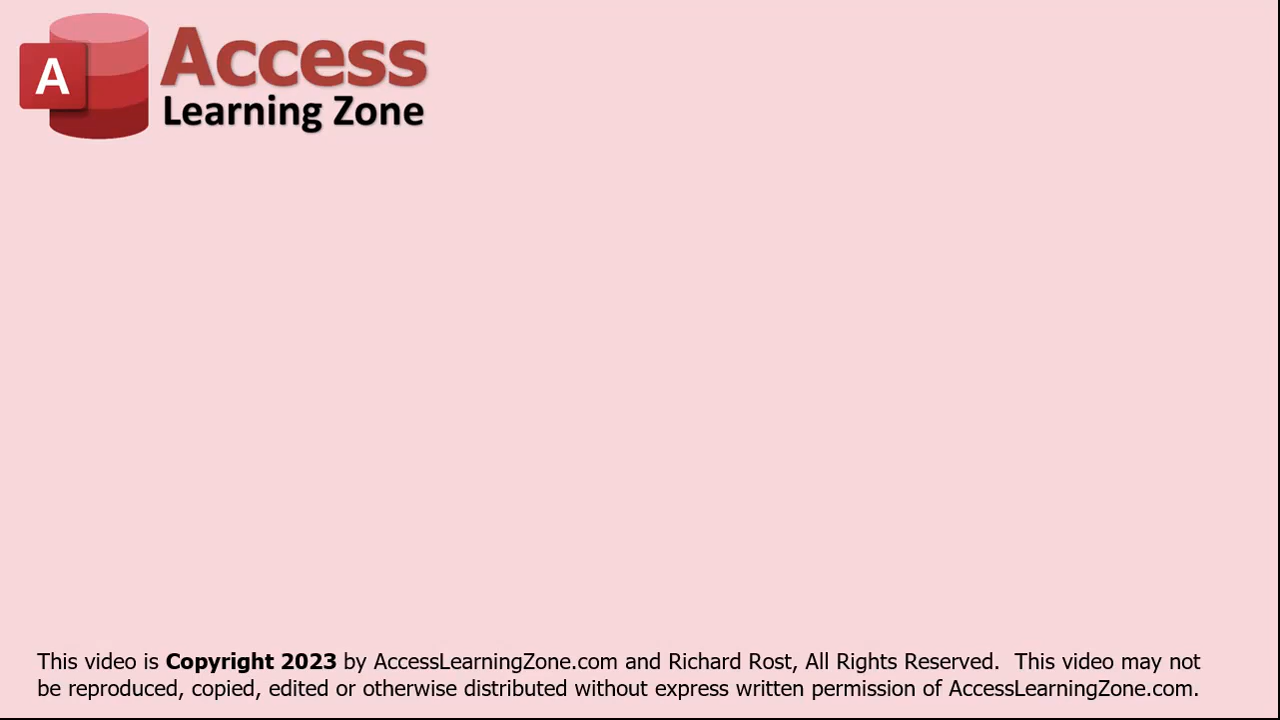 A
Access
Learning Zone
This video is Copyright 2023 by AccessLearningZone.com and Richard Rost, All Rights Reserved.  This video may not
be reproduced, copied, edited or otherwise distributed without express written permission of AccessLearningZone.com.